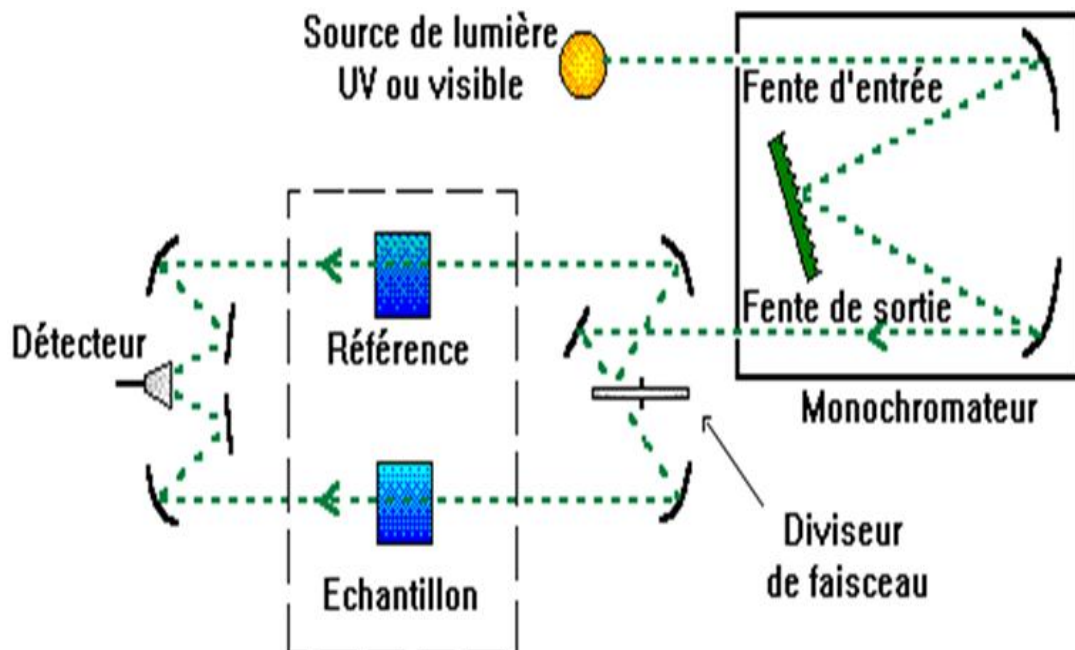 Source de lumière
UV ou visible
Fente d'entrée
Fente de sortie
Monochromateur
Détecteur
Référence
Echantillon
Diviseur
de faisceau